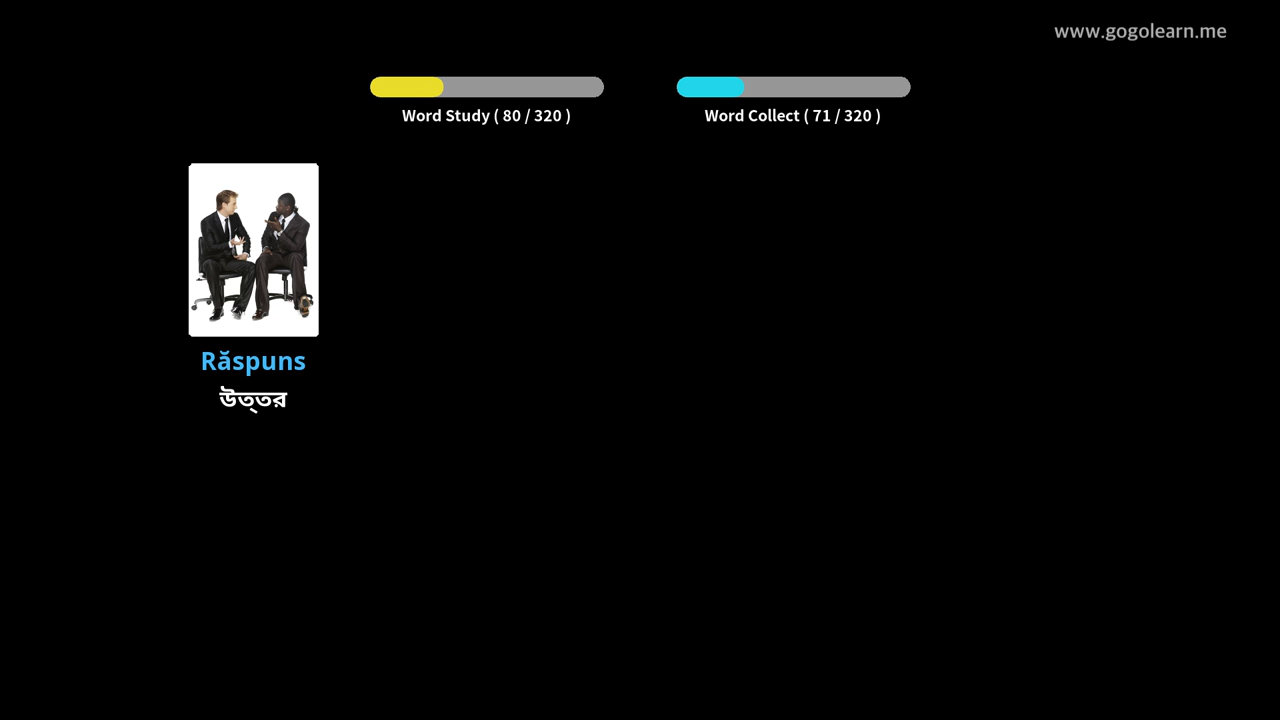 www.gogolearn.me
Word Study ( 80 / 320 )
Word Collect ( 71 / 320 )
Răspuns
উত্তর